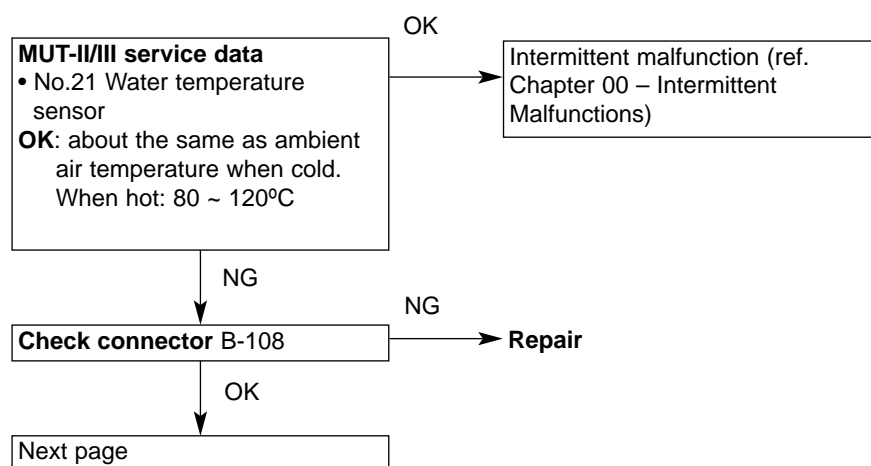 OK
MUT-II/III service data
• No.21 Water temperature
sensor
OK: about the same as ambient
air temperature when cold.
When hot: 80 ~ 120ºC
Intermittent malfunction (ref.
Chapter 00 – Intermittent
Malfunctions)
NG
Check connector B-108
NG
Repair
OK
Next page